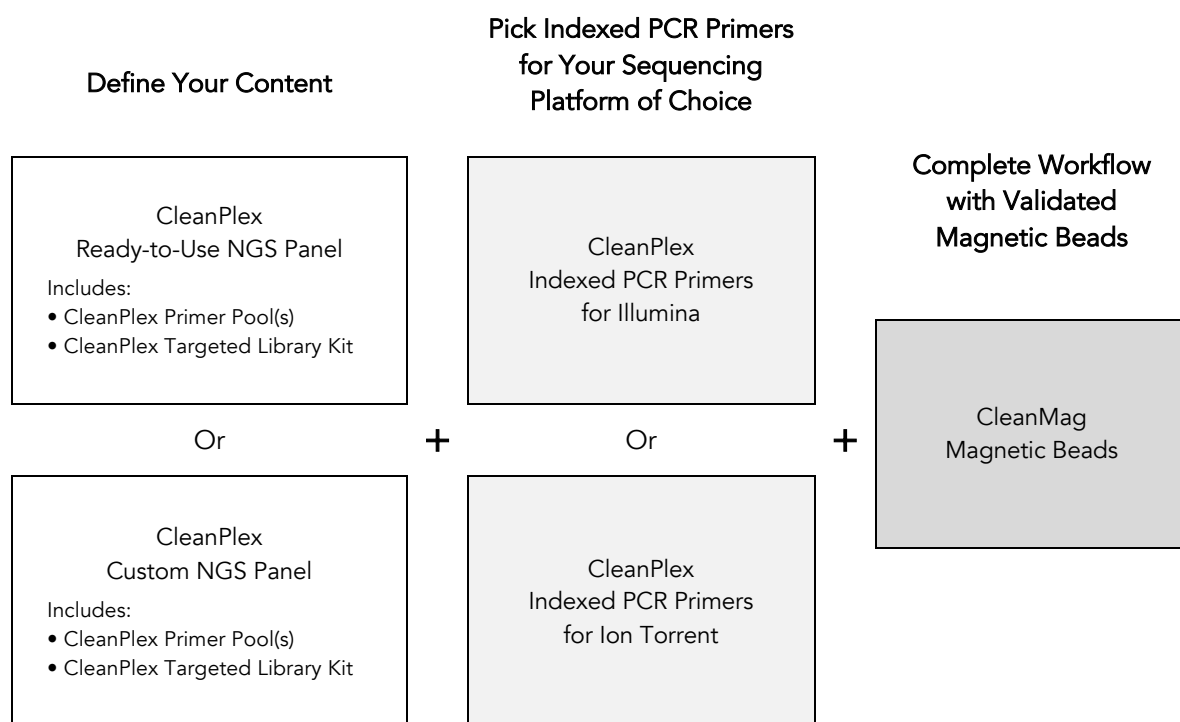 Define Your Content
CleanPlex
Ready-to-Use NGS Panel
Includes:
• CleanPlex Primer Pool(s)
• CleanPlex Targeted Library Kit
Or
CleanPlex
Custom NGS Panel
Includes:
• CleanPlex Primer Pool(s)
• CleanPlex Targeted Library Kit
+
Pick Indexed PCR Primers
for Your Sequencing
Platform of Choice
CleanPlex
Indexed PCR Primers
for Illumina
Or
CleanPlex
Indexed PCR Primers
for Ion Torrent
+
Complete Workflow
with Validated
Magnetic Beads
CleanMag
Magnetic Beads